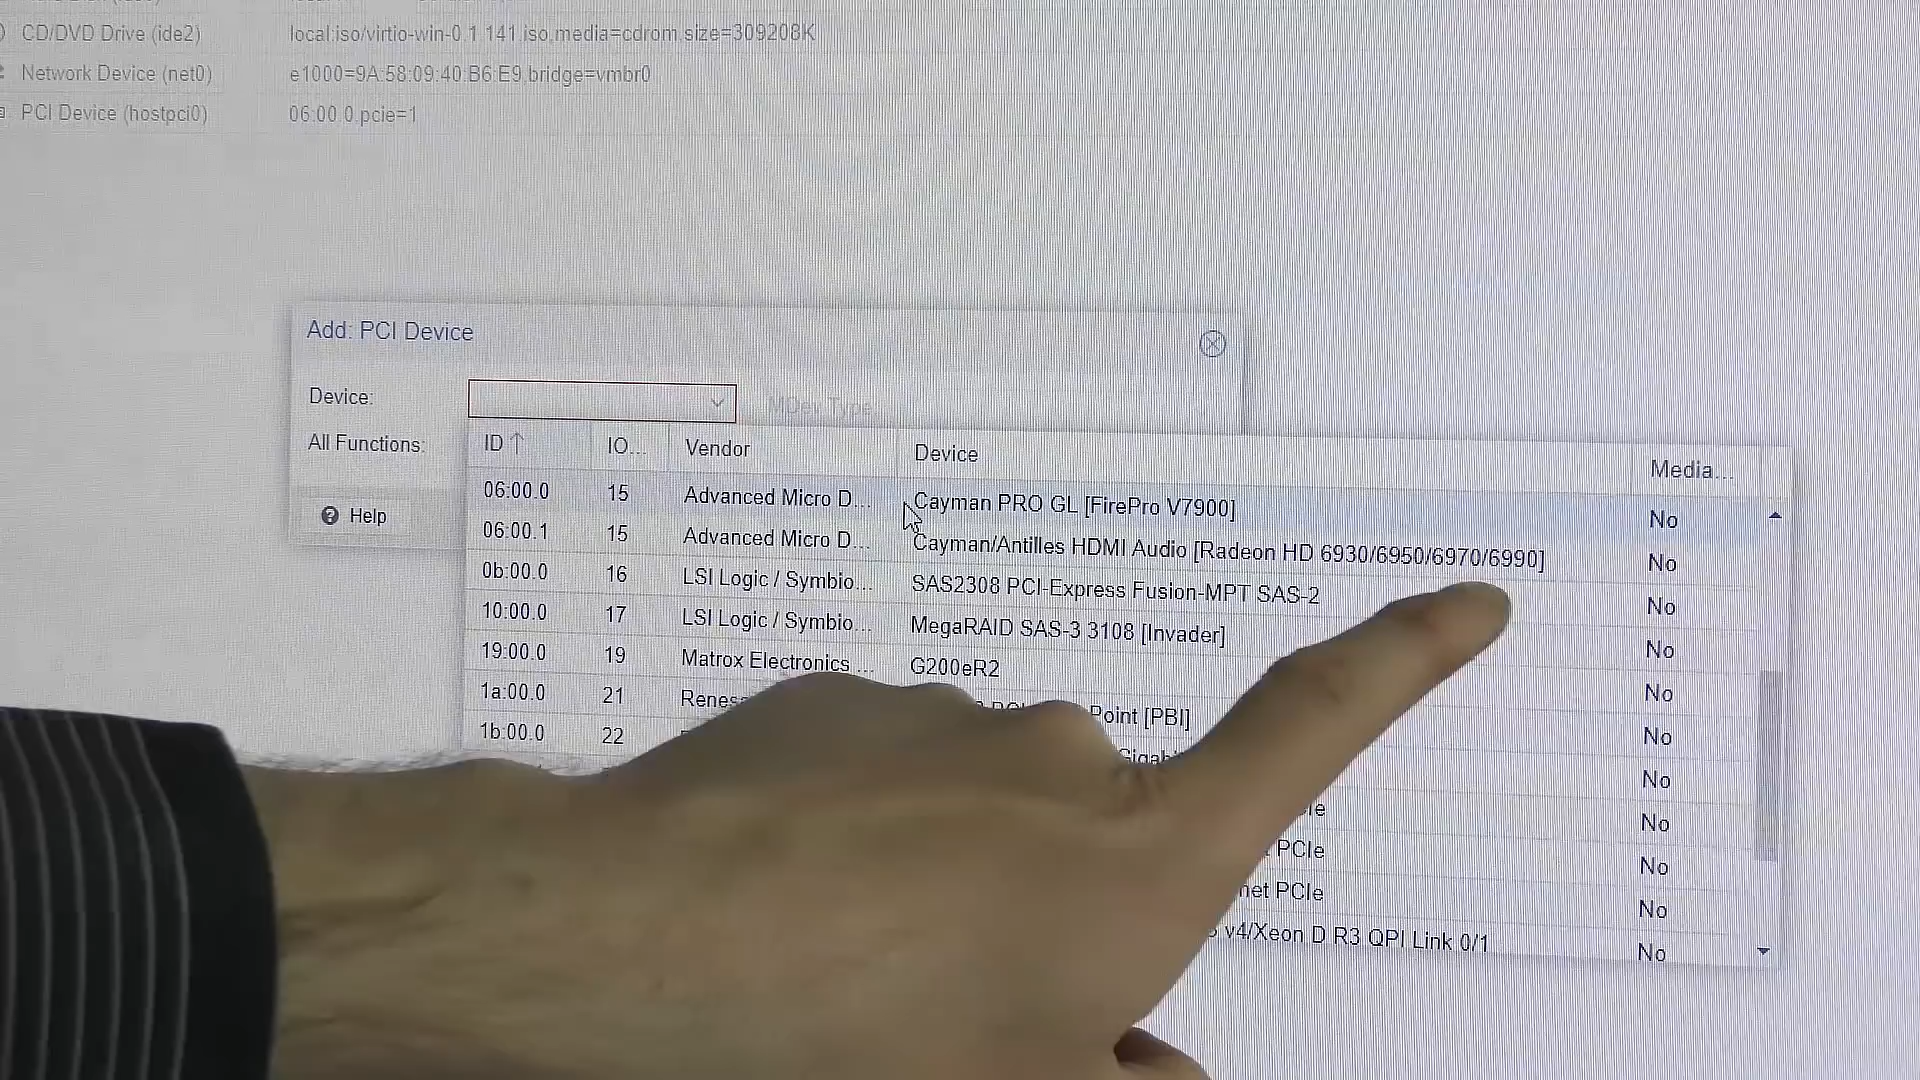 CD/DVD Drive (ide2) local:iso/virtio-win-0.1.141.iso,media=cdrom,size=309208K
Network Device (net0) e1000=9A:58:09:40:B6:E9,bridge=vmbr0
PCI Device (hostpci0) 06:00.0,pcie=1
Add: PCI Device
Device: MDev Type
All Functions:
ID IO... Vendor Device Media...
06:00.0 15 Advanced Micro D... Cayman PRO GL [FirePro V7900] No
06:00.1 15 Advanced Micro D... Cayman/Antilles HDMI Audio [Radeon HD 6930/6950/6970/6990] No
0b:00.0 16 LSI Logic / Symbio... SAS2308 PCI-Express Fusion-MPT SAS-2 No
10:00.0 17 LSI Logic / Symbio... MegaRAID SAS-3 3108 [Invader] No
19:00.0 19 Matrox Electronics ... G200eR2 No
1a:00.0 21 Point [PBI] No
1b:00.0 22 No
No
PCIe No
PCIe No
v4/Xeon D R3 QPI Link 0/1 No
Help